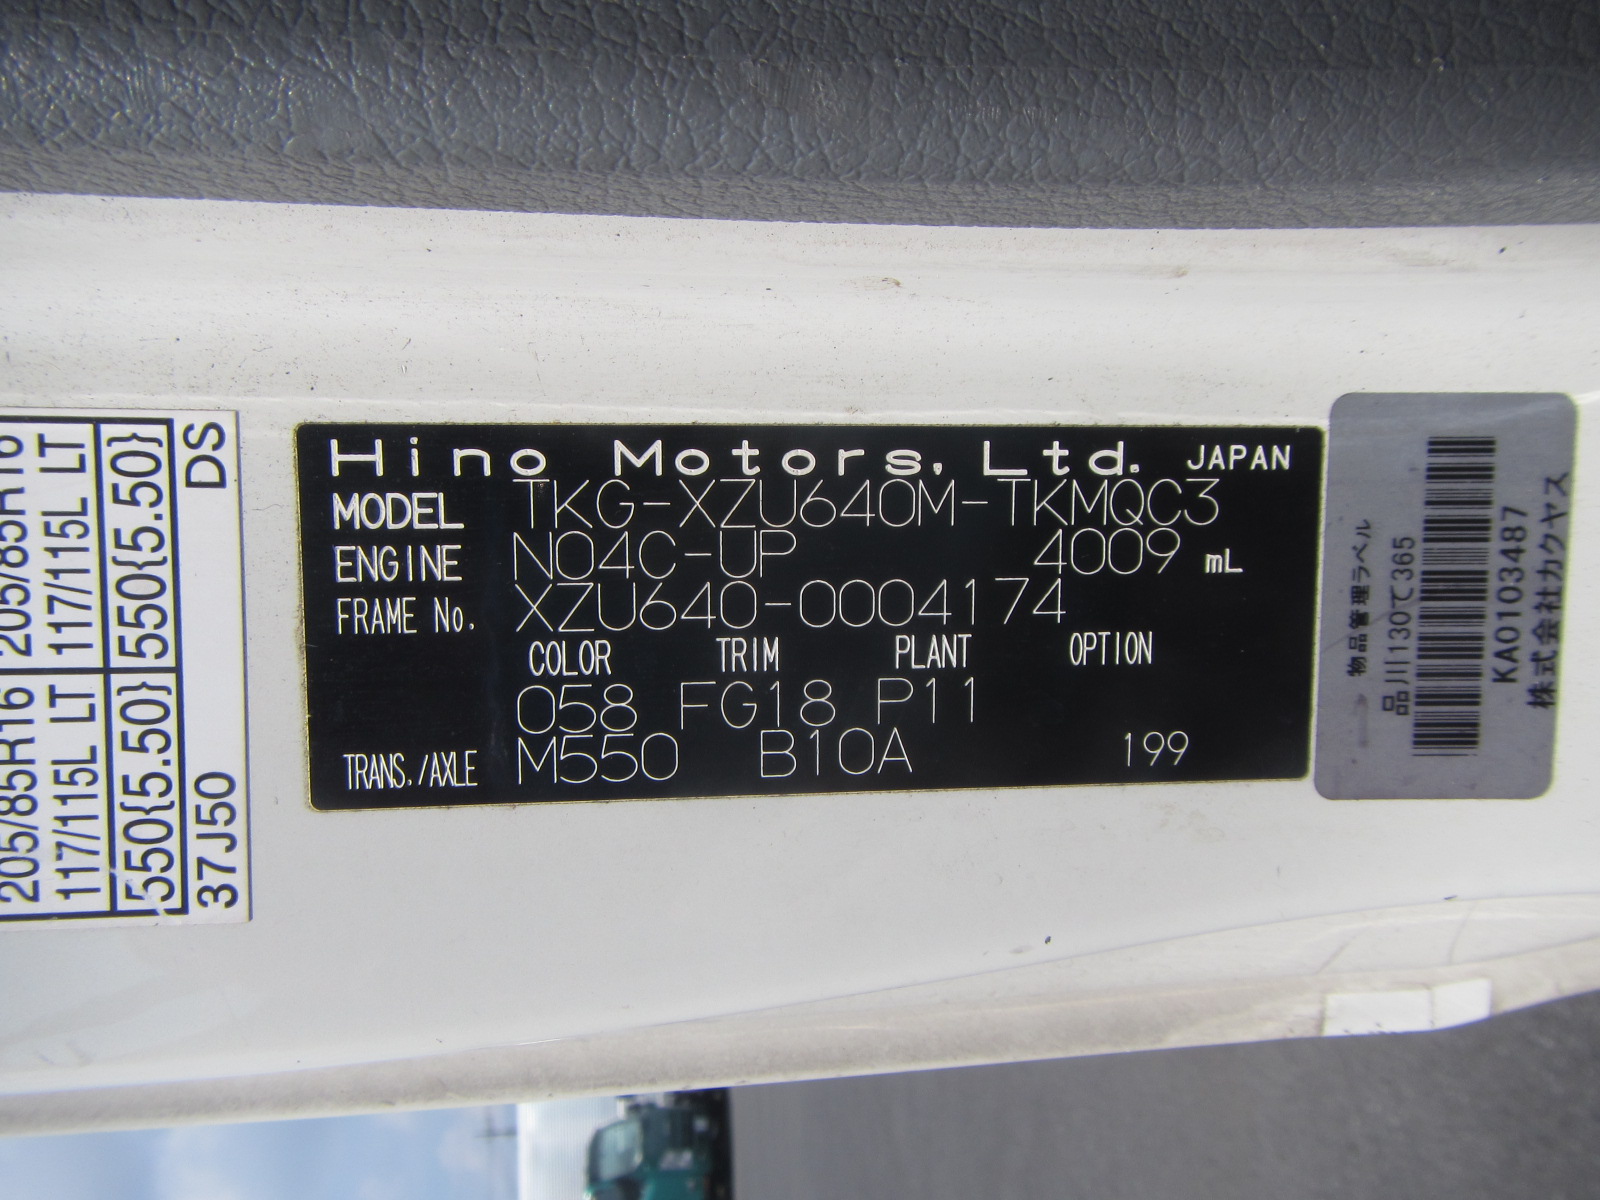 Hino Motors, Ltd. JAPAN
MODEL TKG-XZU640M-TKMQC3
ENGINE N04C-UP 4009 mL
FRAME No. XZU640-0004174
COLOR TRIM PLANT OPTION
058 FG18 P11
TRANS./AXLE M550 B10A 199
205/85R16 205/85R16
117/115L LT 117/115L LT
550{5.50} 550{5.50}
37J50 DS
物品管理ラベル
品川130て365
KA0103487
株式会社カクヤス